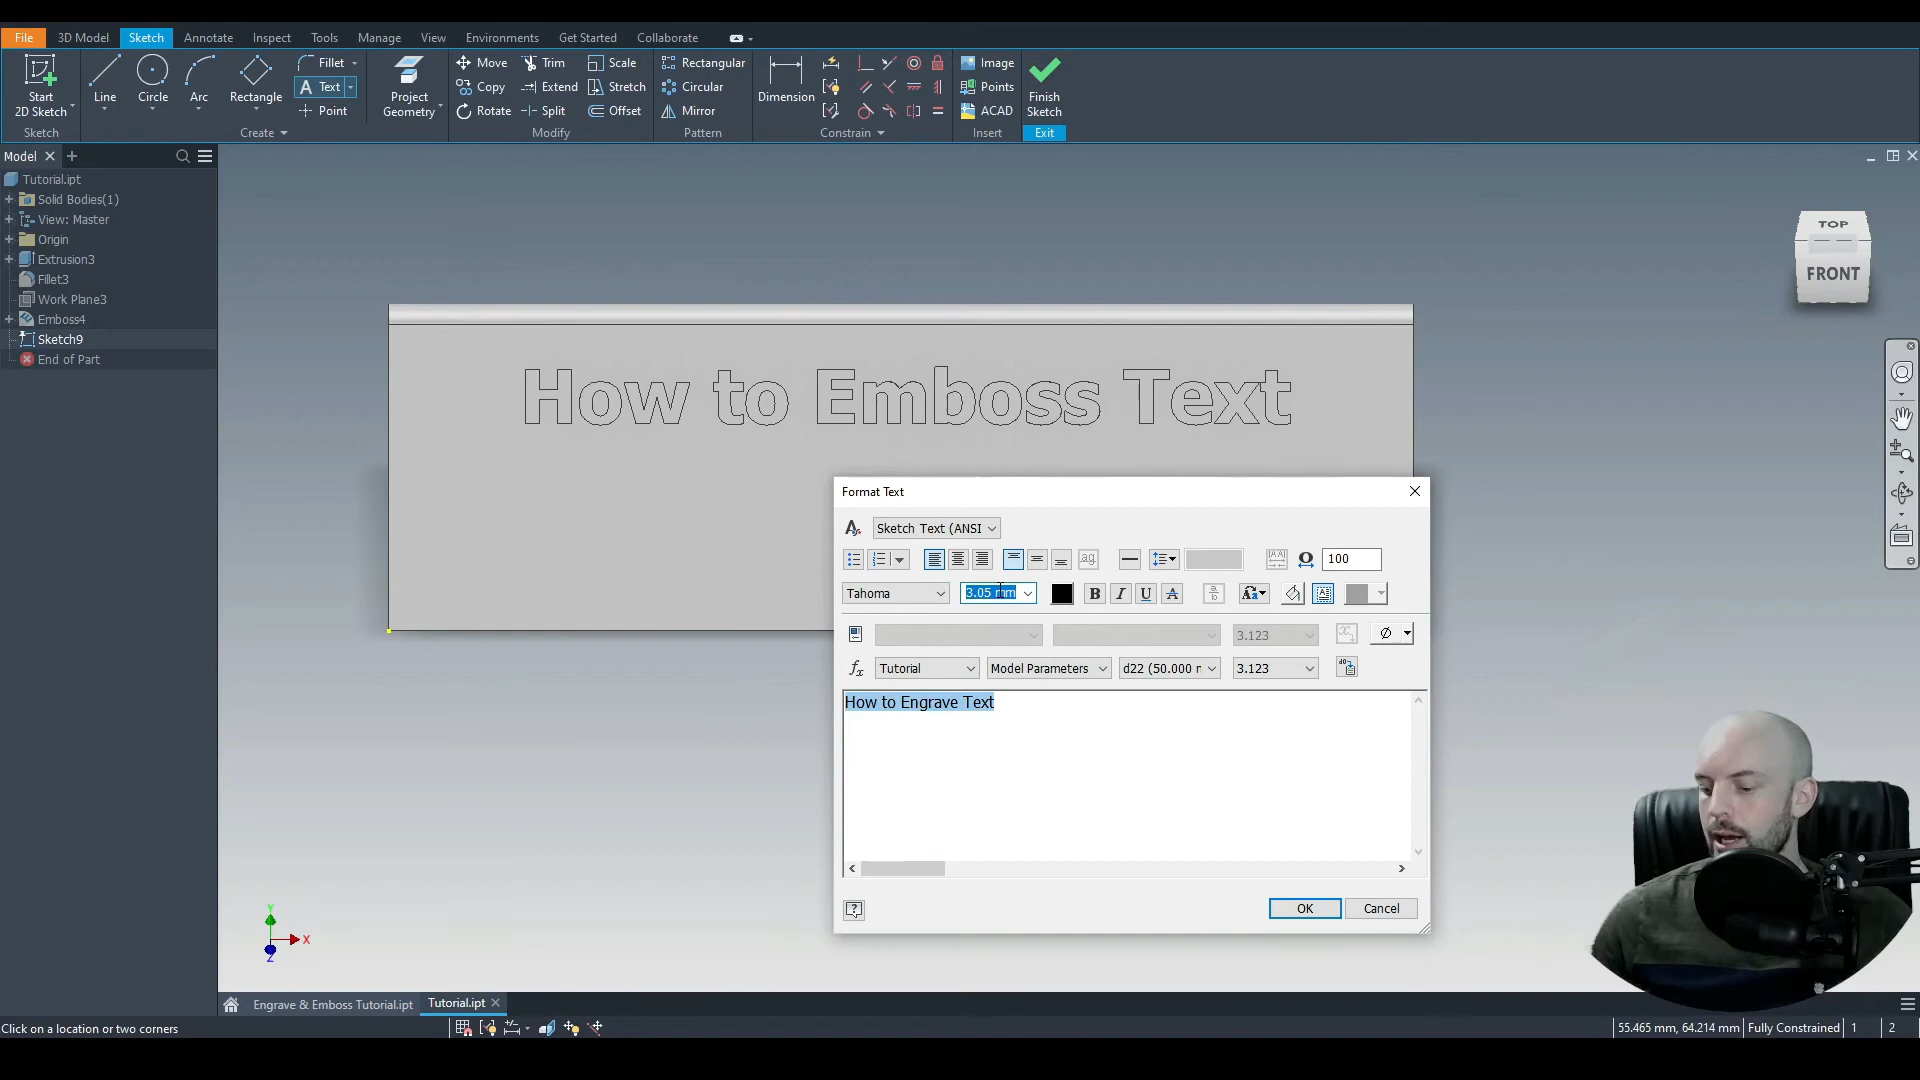 File 3D Model Sketch Annotate Inspect Tools Manage View Environments Get Started Collaborate
Start 2D Sketch
Line
Circle
Arc
Rectangle
Fillet
Text
Point
Project Geometry
Move
Copy
Rotate
Trim
Extend
Split
Scale
Stretch
Offset
Rectangular
Circular
Mirror
Dimension
Image
Points
ACAD
Finish Sketch
Sketch Create Modify Pattern Constrain Insert Exit
Model
Tutorial.ipt
Solid Bodies(1)
View: Master
Origin
Extrusion3
Fillet3
Work Plane3
Emboss4
Sketch9
End of Part
TOP
FRONT
How to Emboss Text
Format Text
Sketch Text (ANSI
100
Tahoma 3.05 mm
B I U A
3.123
Tutorial Model Parameters d22 (50.000 r 3.123
How to Engrave Text
OK Cancel
Y
X
Z
Engrave & Emboss Tutorial.ipt Tutorial.ipt
Click on a location or two corners
55.465 mm, 64.214 mm Fully Constrained 1 2